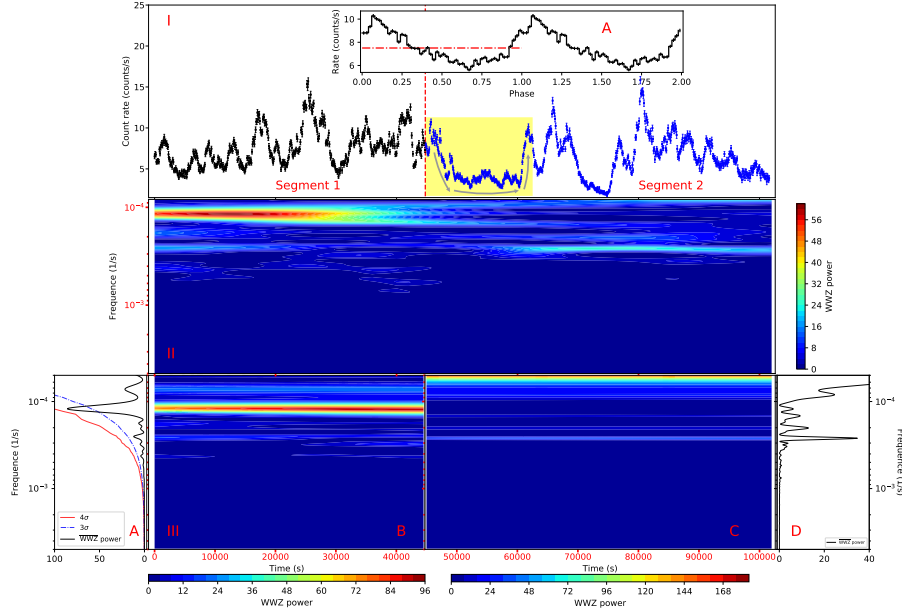 I
A
Count rate (counts/s)
25
20
15
10
5
Rate (counts/s)
10
8
6
0.00 0.25 0.50 0.75 1.00 1.25 1.50 1.75 2.00
Phase
Segment 1
Segment 2
Frequence (1/s)
10⁻⁴
10⁻³
II
56
48
40
32
24
16
8
0
WWZ power
Frequence (1/s)
10⁻⁴
10⁻³
4σ
3σ
WWZ power
A
100 50 0
III
B
C
D
WWZ power
Frequence (1/s)
10⁻⁴
10⁻³
0 20 40
0 10000 20000 30000 40000
Time (s)
50000 60000 70000 80000 90000 100000
Time (s)
0 12 24 36 48 60 72 84 96
WWZ power
0 36 72 108 144 180
WWZ power